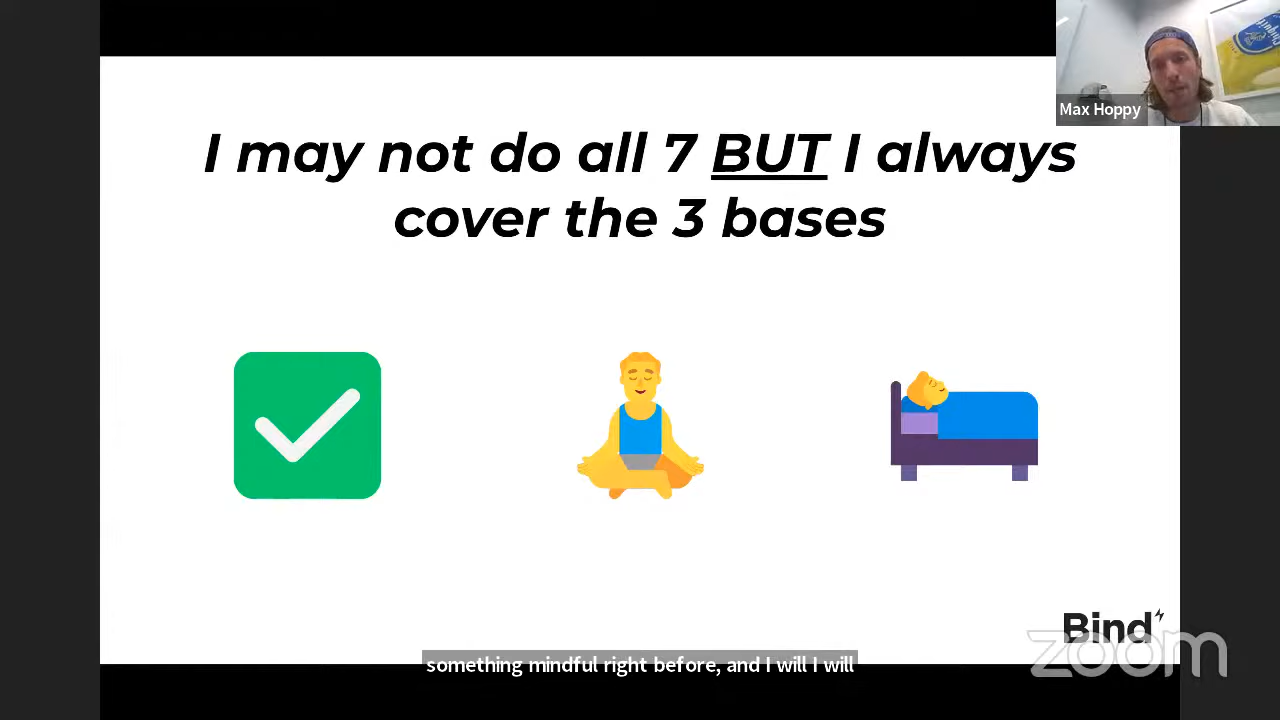 Max Hoppy
I may not do all 7 BUT I always
cover the 3 bases
Bind
something mindful right before, and I will I will
zoom